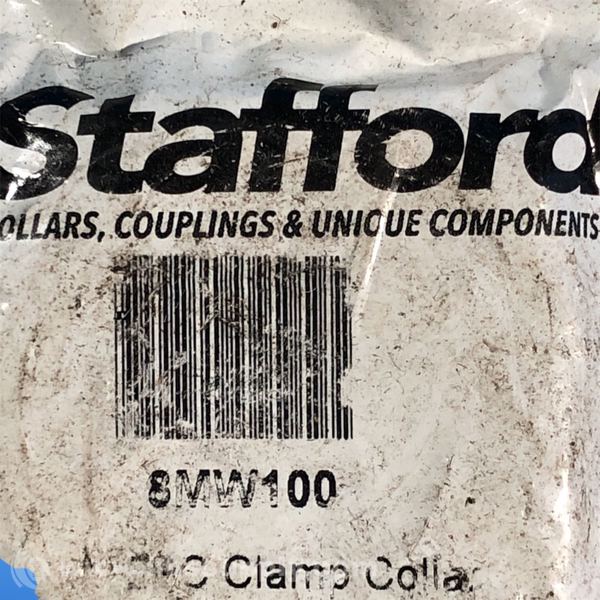 Stafford
OLLARS, COUPLINGS & UNIQUE COMPONENTS
8MW100
Clamp Collar